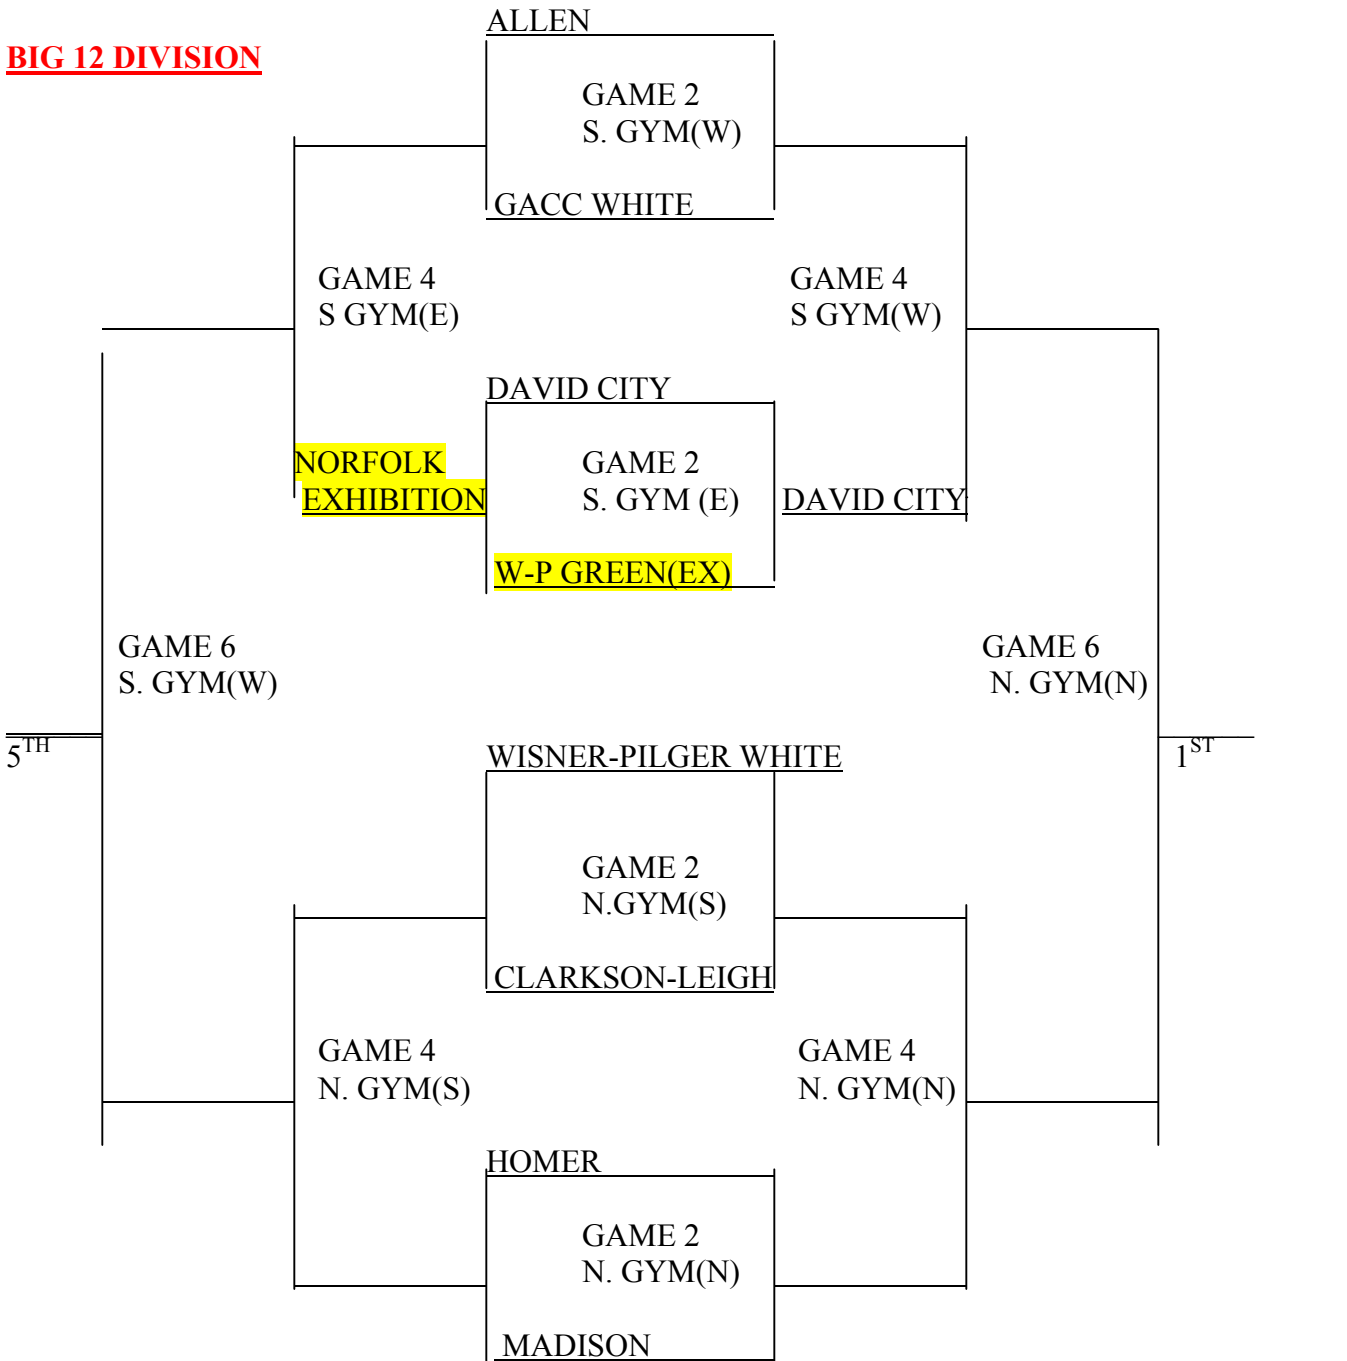 ALLEN
BIG 12 DIVISION
GAME 2
S. GYM(W)
GACC WHITE
GAME 4
S GYM(E)
GAME 4
S GYM(W)
DAVID CITY
NORFOLK
EXHIBITION
GAME 2
S. GYM (E)
DAVID CITY
W-P GREEN(EX)
GAME 6
S. GYM(W)
GAME 6
N. GYM(N)
5TH
WISNER-PILGER WHITE
1ST
GAME 2
N.GYM(S)
CLARKSON-LEIGH
GAME 4
N. GYM(S)
GAME 4
N. GYM(N)
HOMER
GAME 2
N. GYM(N)
MADISON